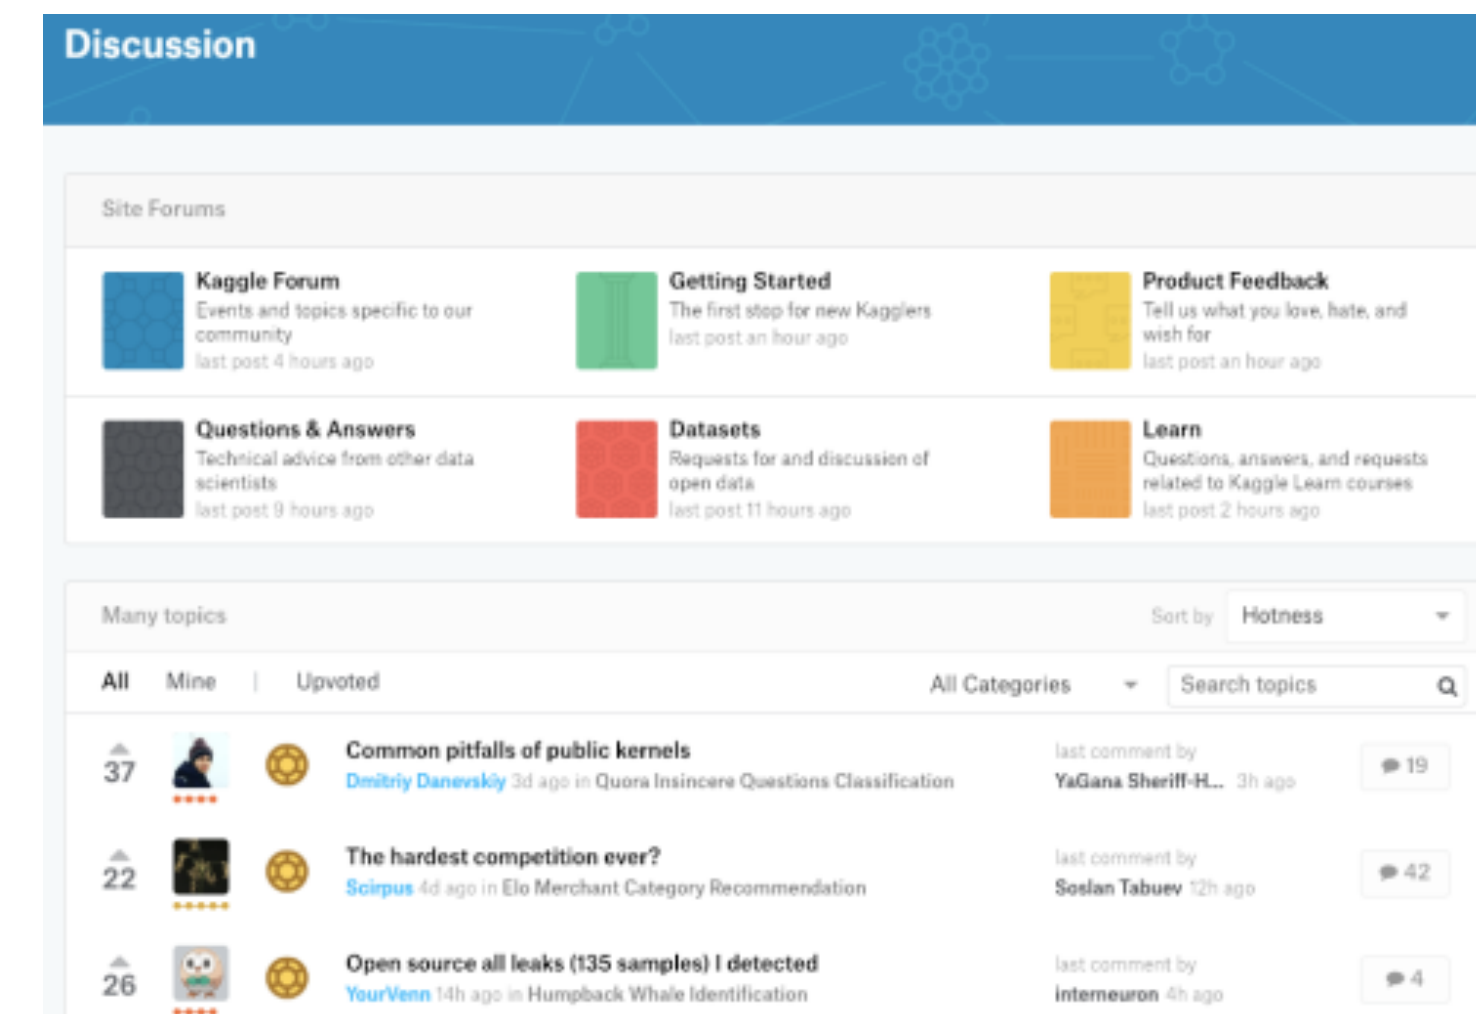 Discussion
Site Forums
Kaggle Forum
Events and topics specific to our
community
last post 4 hours ago
Getting Started
The first stop for new Kagglers
last post an hour ago
Product Feedback
Tell us what you love, hate, and
wish for
last post an hour ago
Questions & Answers
Technical advice from other data
scientists
last post 9 hours ago
Datasets
Requests for and discussion of
open data
last post 11 hours ago
Learn
Questions, answers, and requests
related to Kaggle Learn courses
last post 2 hours ago
Many topics
Sort by Hotness
All Mine | Upvoted
All Categories
Search topics
37
Common pitfalls of public kernels
Dmitriy Danevskiy 3d ago in Quora Insincere Questions Classification
last comment by
YaGana Sheriff-H... 3h ago
19
22
The hardest competition ever?
Scirpus 4d ago in Elo Merchant Category Recommendation
last comment by
Soslan Tabuev 12h ago
42
26
Open source all leaks (135 samples) I detected
YourVenn 14h ago in Humpback Whale Identification
last comment by
interneuron 4h ago
4